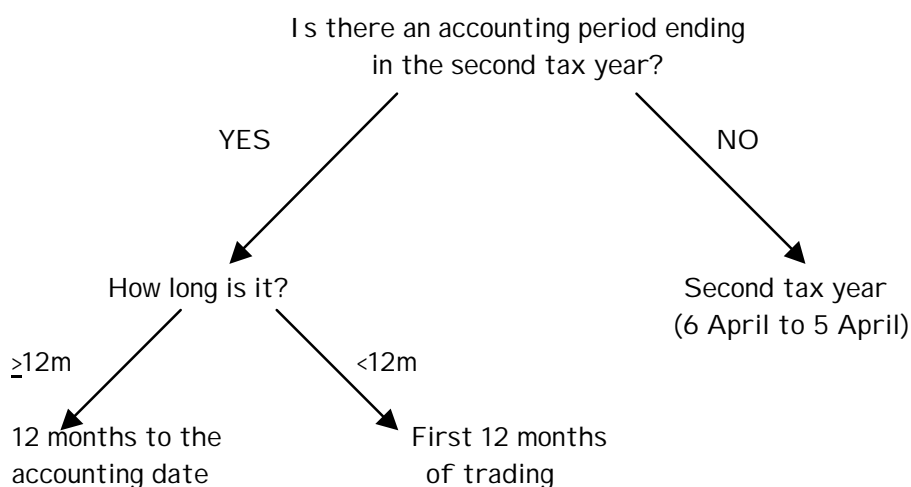 Is there an accounting period ending
in the second tax year?
YES
NO
How long is it?
Second tax year
(6 April to 5 April)
≥12m
<12m
12 months to the
accounting date
First 12 months
of trading